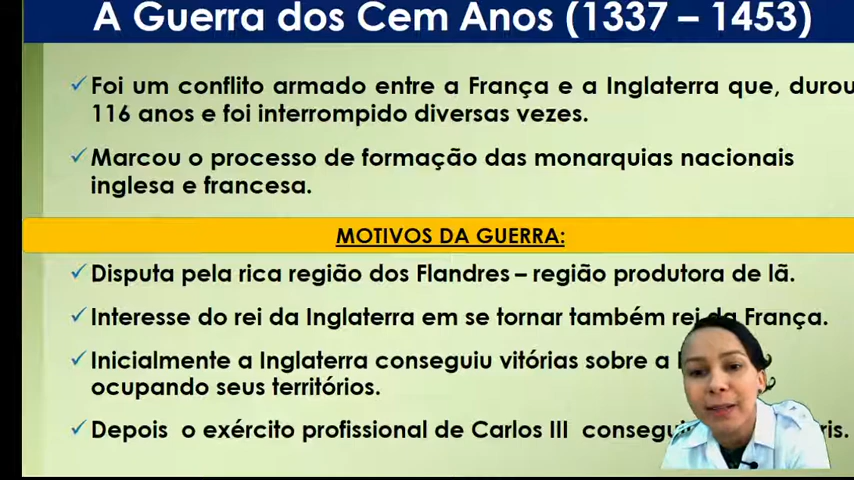 A Guerra dos Cem Anos (1337 – 1453)
✓ Foi um conflito armado entre a França e a Inglaterra que, durou
116 anos e foi interrompido diversas vezes.
✓ Marcou o processo de formação das monarquias nacionais
inglesa e francesa.
MOTIVOS DA GUERRA:
✓ Disputa pela rica região dos Flandres – região produtora de lã.
✓ Interesse do rei da Inglaterra em se tornar também rei da França.
✓ Inicialmente a Inglaterra conseguiu vitórias sobre a
ocupando seus territórios.
✓ Depois o exército profissional de Carlos III